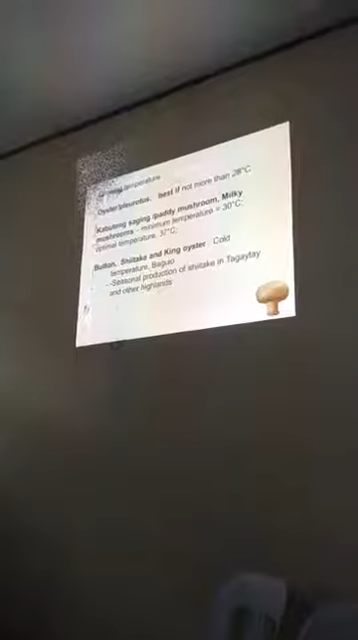 temperature
Oyster/pleurotus. best if not more than 28°C
Kabuteng saging /paddy mushroom, Milky
mushrooms – minimum temperature = 30°C;
optimal temperature, 37°C;
Button, Shiitake and King oyster : Cold
temperature, Baguio
--Seasonal production of shiitake in Tagaytay
and other highlands